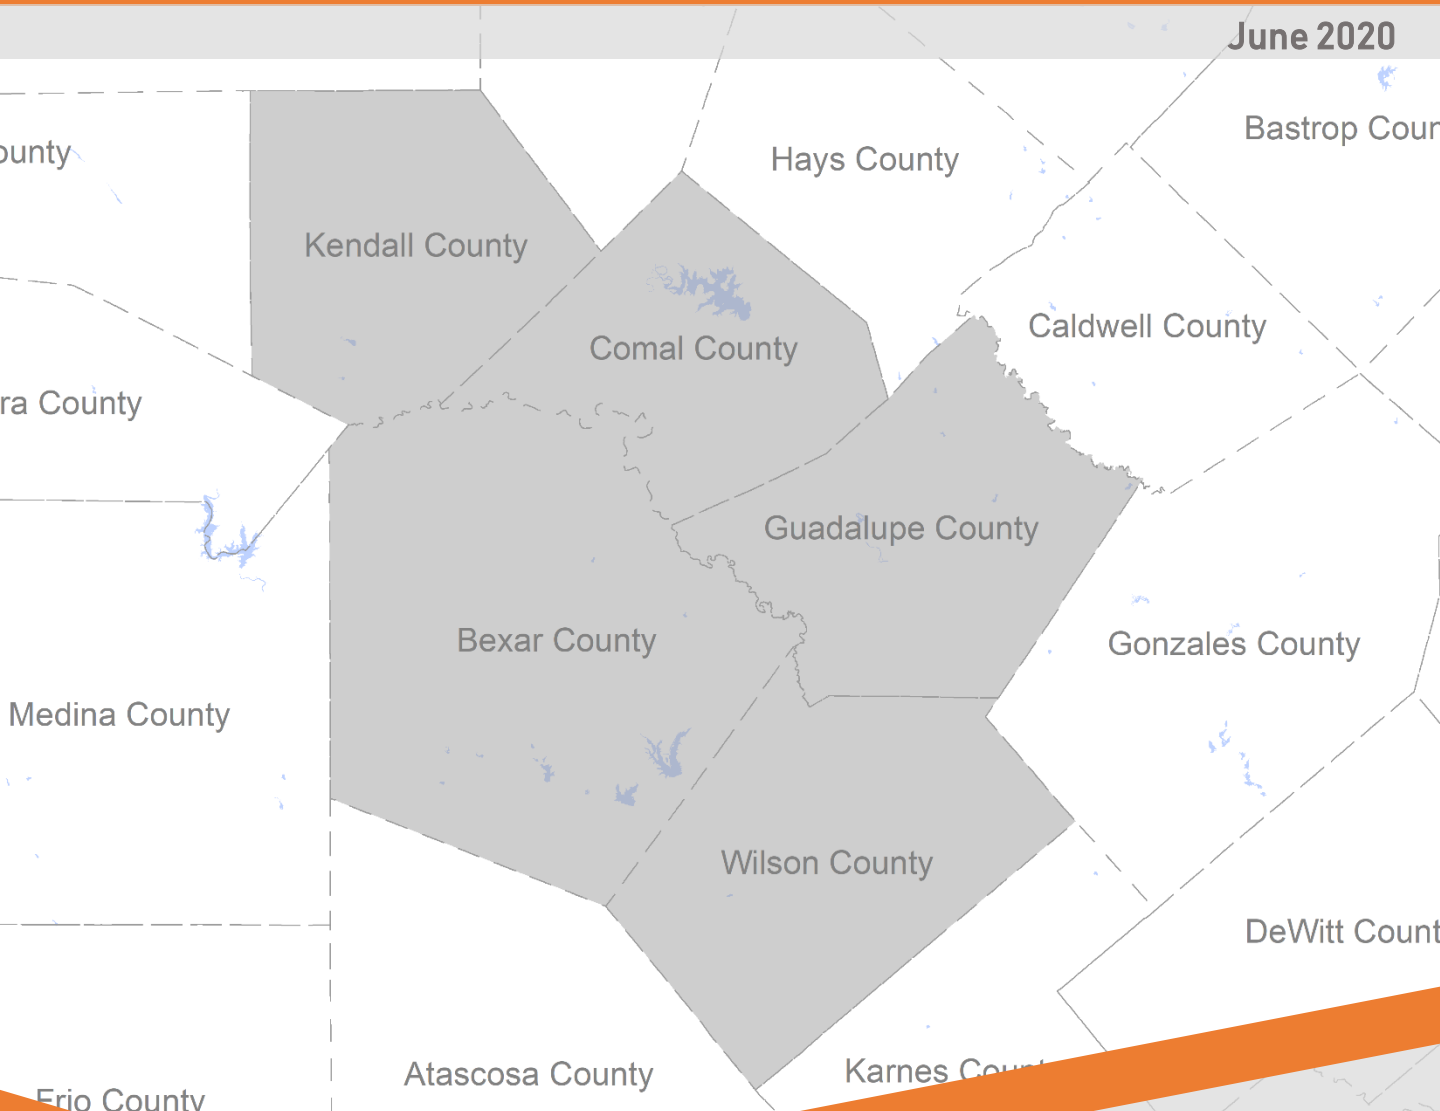 June 2020
Bastrop Coun
ounty
Hays County
Kendall County
Caldwell County
Comal County
ra County
Guadalupe County
Bexar County
Gonzales County
Medina County
Wilson County
DeWitt Count
Atascosa County
Karnes Count
Frio County